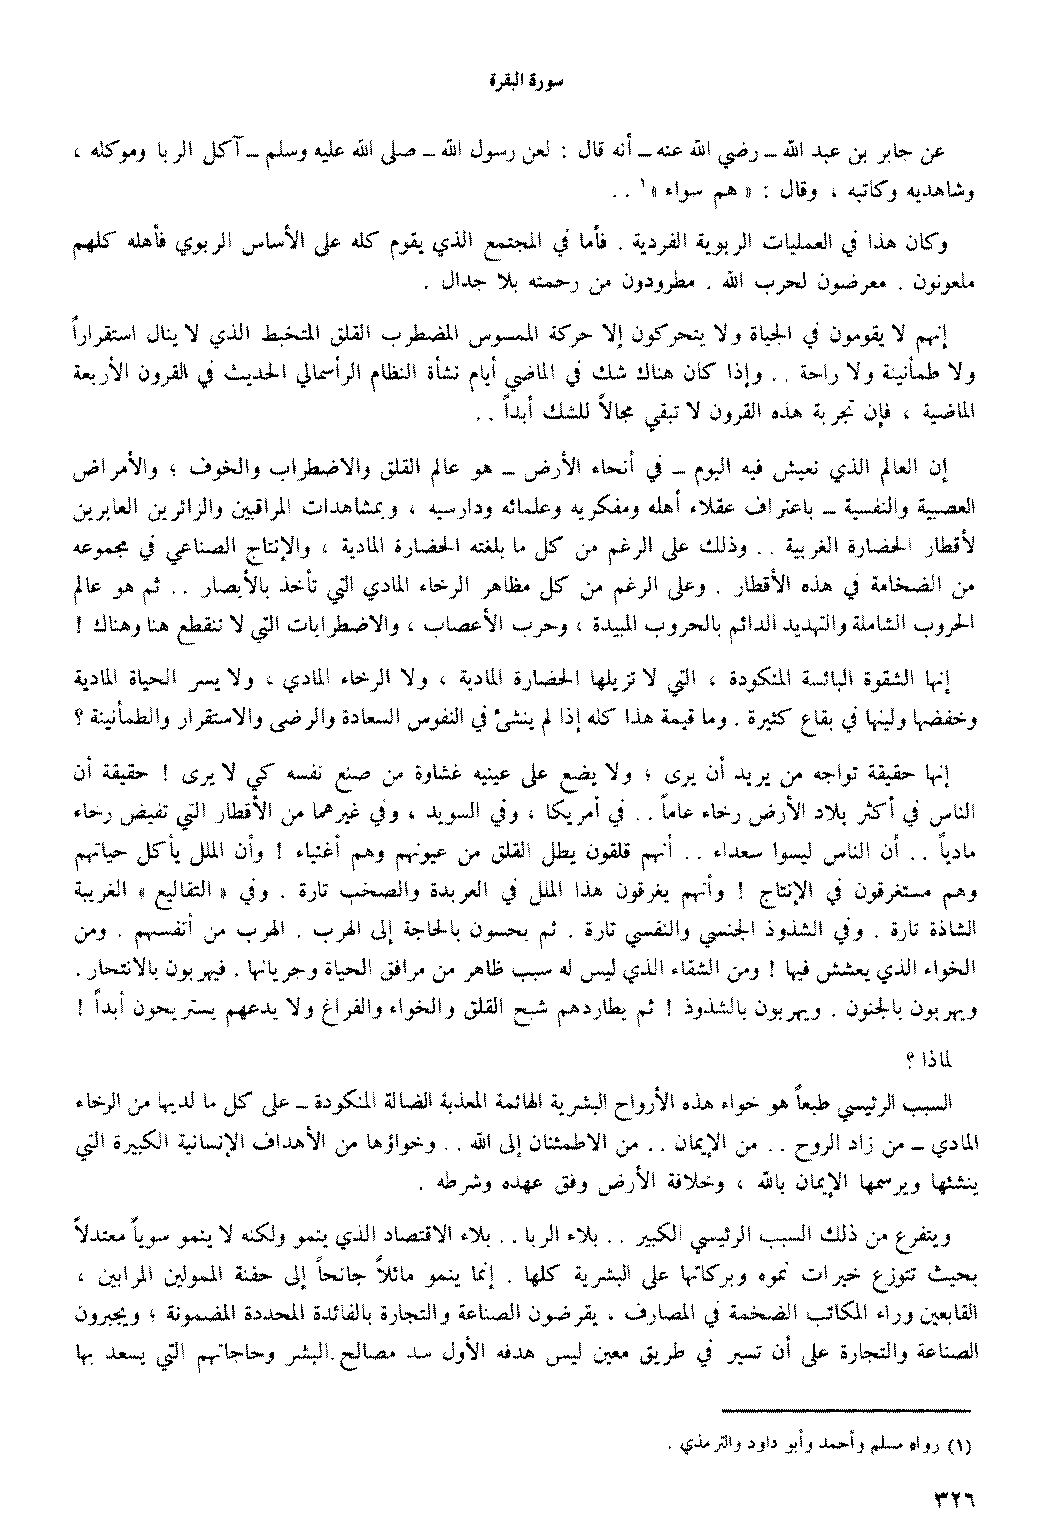 سورة البقرة
عن جابر بن عبد الله – رضي الله عنه – أنه قال : لعن رسول الله – صلى الله عليه وسلم – آكل الربا وموكله ،
وشاهديه وكاتبه ، وقال : « هم سواء »١ . .
وكان هذا في العمليات الربوية الفردية . فأما في المجتمع الذي يقوم كله على الأساس الربوي فأهله كلهم
ملعونون . معرضون لحرب الله . مطرودون من رحمته بلا جدال .
إنهم لا يقومون في الحياة ولا يتحركون إلا حركة الممسوس المضطرب القلق المتخبط الذي لا ينال استقراراً
ولا طمأنينة ولا راحة . . وإذا كان هناك شك في الماضي أيام نشأة النظام الرأسمالي الحديث في القرون الأربعة
الماضية ، فإن تجربة هذه القرون لا تبقي مجالاً للشك أبداً . .
إن العالم الذي نعيش فيه اليوم – في أنحاء الأرض – هو عالم القلق والاضطراب والخوف ؛ والأمراض
العصبية والنفسية – باعتراف عقلاء أهله ومفكريه وعلمائه ودارسيه ، وبمشاهدات المراقبين والزائرين العابرين
لأقطار الحضارة الغربية . . وذلك على الرغم من كل ما بلغته الحضارة المادية ، والإنتاج الصناعي في مجموعه
من الضخامة في هذه الأقطار . وعلى الرغم من كل مظاهر الرخاء المادي التي تأخذ بالأبصار . . ثم هو عالم
الحروب الشاملة والتهديد الدائم بالحروب المبيدة ، وحرب الأعصاب ، والاضطرابات التي لا تنقطع هنا وهناك !
إنها الشقوة البائسة المنكودة ، التي لا تزيلها الحضارة المادية ، ولا الرخاء المادي ، ولا يسر الحياة المادية
وخفضها ولينها في بقاع كثيرة . وما قيمة هذا كله إذا لم ينشئ في النفوس السعادة والرضى والاستقرار والطمأنينة ؟
إنها حقيقة تواجه من يريد أن يرى ؛ ولا يضع على عينيه غشاوة من صنع نفسه كي لا يرى ! حقيقة أن
الناس في أكثر بلاد الأرض رخاء عاماً . . في أمريكا ، وفي السويد ، وفي غيرهما من الأقطار التي تفيض رخاء
مادياً . . أن الناس ليسوا سعداء . . أنهم قلقون يطل القلق من عيونهم وهم أغنياء ! وأن الملل يأكل حياتهم
وهم مستغرقون في الإنتاج ! وأنهم يغرقون هذا الملل في العربدة والصخب تارة . وفي « التقاليع » الغريبة
الشاذة تارة . وفي الشذوذ الجنسي والنفسي تارة . ثم يحسون بالحاجة إلى الهرب . الهرب من أنفسهم . ومن
الخواء الذي يعشش فيها ! ومن الشقاء الذي ليس له سبب ظاهر من مرافق الحياة وجريانها . فيهربون بالانتحار .
ويهربون بالجنون . ويهربون بالشذوذ ! ثم يطاردهم شبح القلق والخواء والفراغ ولا يدعهم يستريحون أبداً !
لماذا ؟
السبب الرئيسي طبعاً هو خواء هذه الأرواح البشرية الهائمة المعذبة الضالة المنكودة – على كل ما لديها من الرخاء
المادي – من زاد الروح . . من الإيمان . . من الاطمئنان إلى الله . . وخواؤها من الأهداف الإنسانية الكبيرة التي
ينشئها ويرسمها الإيمان بالله ، وخلافة الأرض وفق عهده وشرطه .
ويتفرع من ذلك السبب الرئيسي الكبير . . بلاء الربا . . بلاء الاقتصاد الذي ينمو ولكنه لا ينمو سوياً معتدلاً
بحيث تتوزع خيرات نموه وبركاتها على البشرية كلها . إنما ينمو مائلاً جانحاً إلى حفنة الممولين المرابين ،
القابعين وراء المكاتب الضخمة في المصارف ، يقرضون الصناعة والتجارة بالفائدة المحددة المضمونة ؛ ويجبرون
الصناعة والتجارة على أن تسير في طريق معين ليس هدفه الأول سد مصالح.البشر وحاجاتهم التي يسعد بها
(١) رواه مسلم وأحمد وأبو داود والترمذي .
٣٢٦